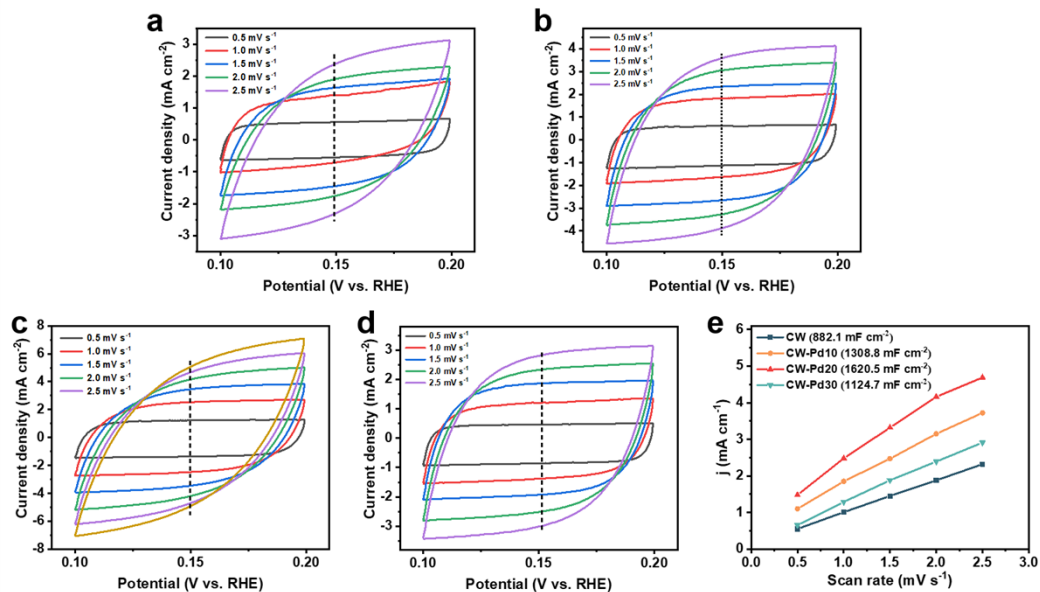 a
0.5 mV s⁻¹
1.0 mV s⁻¹
1.5 mV s⁻¹
2.0 mV s⁻¹
2.5 mV s⁻¹
3
2
1
0
-1
-2
-3
Current density (mA cm⁻²)
0.10 0.15 0.20
Potential (V vs. RHE)
b
0.5 mV s⁻¹
1.0 mV s⁻¹
1.5 mV s⁻¹
2.0 mV s⁻¹
2.5 mV s⁻¹
4
3
2
1
0
-1
-2
-3
-4
Current density (mA cm⁻²)
0.10 0.15 0.20
Potential (V vs. RHE)
c
0.5 mV s⁻¹
1.0 mV s⁻¹
1.5 mV s⁻¹
2.0 mV s⁻¹
2.5 mV s⁻¹
8
6
4
2
0
-2
-4
-6
-8
Current density (mA cm⁻²)
0.10 0.15 0.20
Potential (V vs. RHE)
d
0.5 mV s⁻¹
1.0 mV s⁻¹
1.5 mV s⁻¹
2.0 mV s⁻¹
2.5 mV s⁻¹
3
2
1
0
-1
-2
-3
Current density (mA cm⁻²)
0.10 0.15 0.20
Potential (V vs. RHE)
e
CW (882.1 mF cm⁻²)
CW-Pd10 (1308.8 mF cm⁻²)
CW-Pd20 (1620.5 mF cm⁻²)
CW-Pd30 (1124.7 mF cm⁻²)
6
5
4
3
2
1
0
j (mA cm⁻²)
0.0 0.5 1.0 1.5 2.0 2.5 3.0
Scan rate (mV s⁻¹)